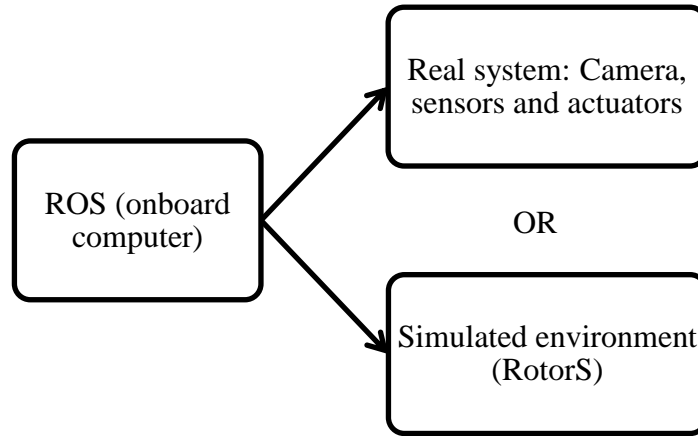 Real system: Camera,
sensors and actuators
ROS (onboard
computer)
OR
Simulated environment
(RotorS)